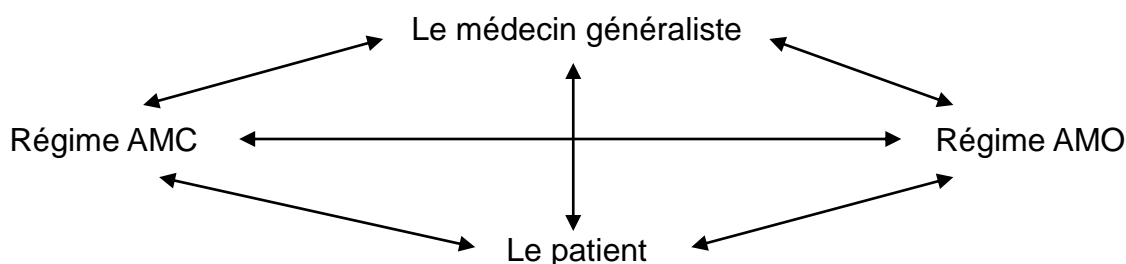 Le médecin généraliste
Régime AMC
Régime AMO
Le patient